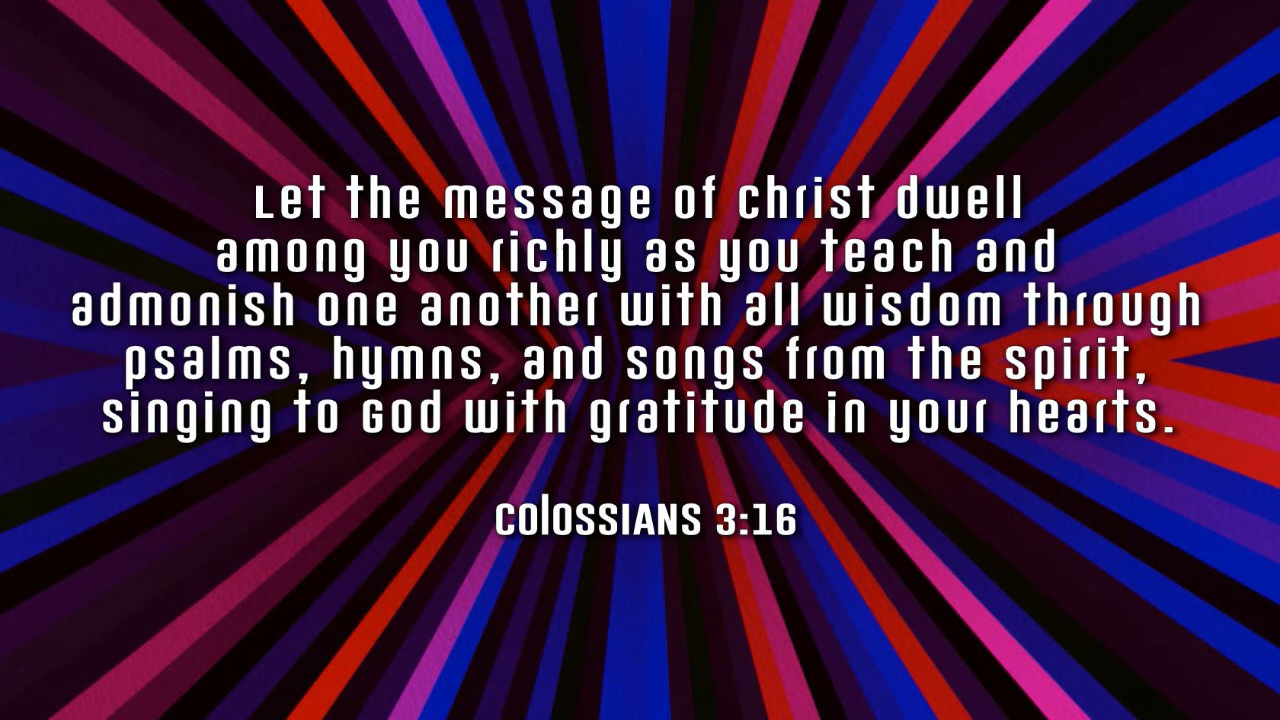 Let the message of christ dwell
among you richly as you teach and
admonish one another with all wisdom through
psalms, hymns, and songs from the spirit,
singing to God with gratitude in your hearts.
colossians 3:16